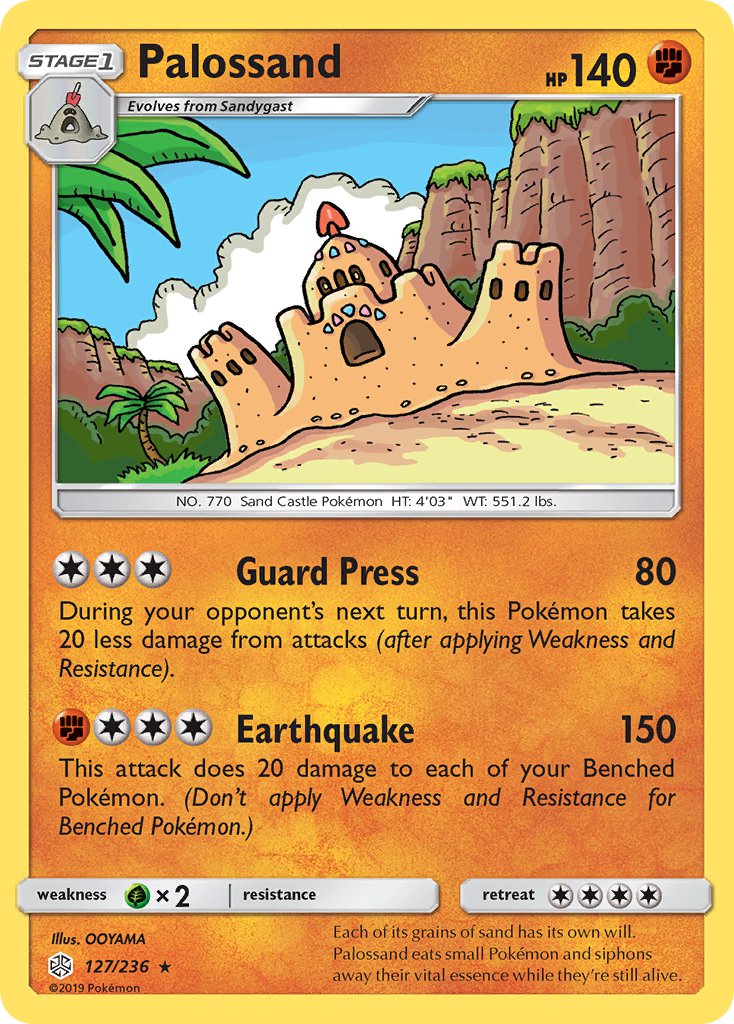 STAGE1
Palossand
HP 140
Evolves from Sandygast
NO. 770 Sand Castle Pokémon HT: 4'03" WT: 551.2 lbs.
Guard Press 80
During your opponent's next turn, this Pokémon takes
20 less damage from attacks (after applying Weakness and
Resistance).
Earthquake 150
This attack does 20 damage to each of your Benched
Pokémon. (Don't apply Weakness and Resistance for
Benched Pokémon.)
weakness × 2 resistance retreat
Illus. OOYAMA
127/236 ★
©2019 Pokémon
Each of its grains of sand has its own will.
Palossand eats small Pokémon and siphons
away their vital essence while they're still alive.